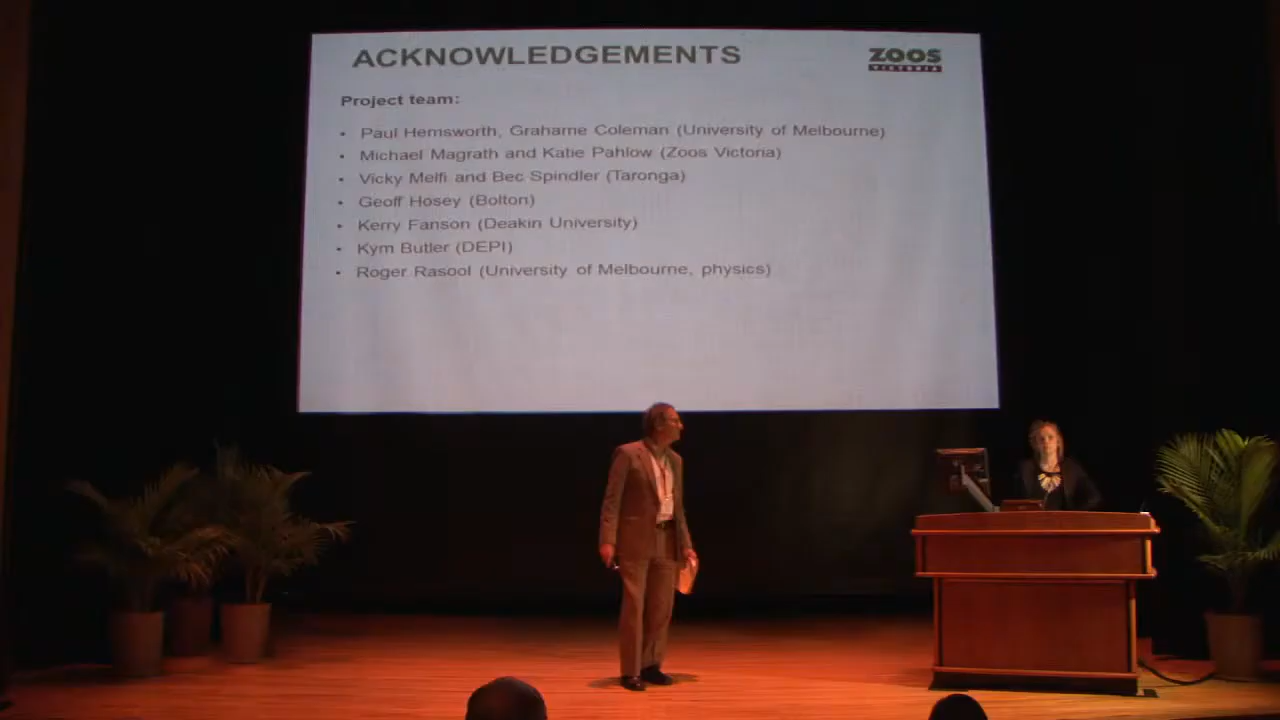 ACKNOWLEDGEMENTS
ZOOS
VICTORIA
Project team:
• Paul Hemsworth, Grahame Coleman (University of Melbourne)
• Michael Magrath and Katie Pahlow (Zoos Victoria)
• Vicky Melfi and Bec Spindler (Taronga)
• Geoff Hosey (Bolton)
• Kerry Fanson (Deakin University)
• Kym Butler (DEPI)
• Roger Rasool (University of Melbourne, physics)